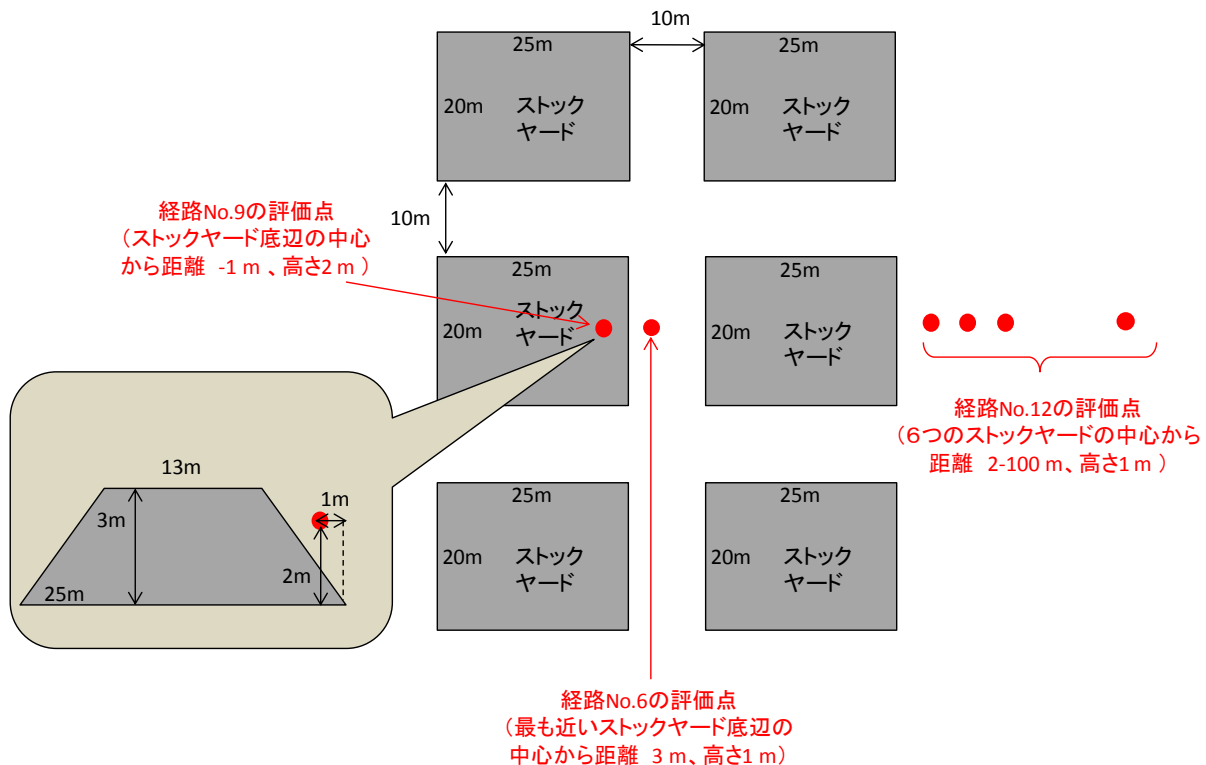 10m
25m
20m
ストック
ヤード
25m
20m
ストック
ヤード
10m
経路No.9の評価点
（ストックヤード底辺の中心
から距離 -1 m 、高さ2 m ）
25m
20m
ストック
ヤード
25m
20m
ストック
ヤード
経路No.12の評価点
（６つのストックヤードの中心から
距離 2-100 m、高さ1 m ）
13m
3m
1m
2m
25m
25m
20m
ストック
ヤード
25m
20m
ストック
ヤード
経路No.6の評価点
（最も近いストックヤード底辺の
中心から距離 3 m、高さ1 m）